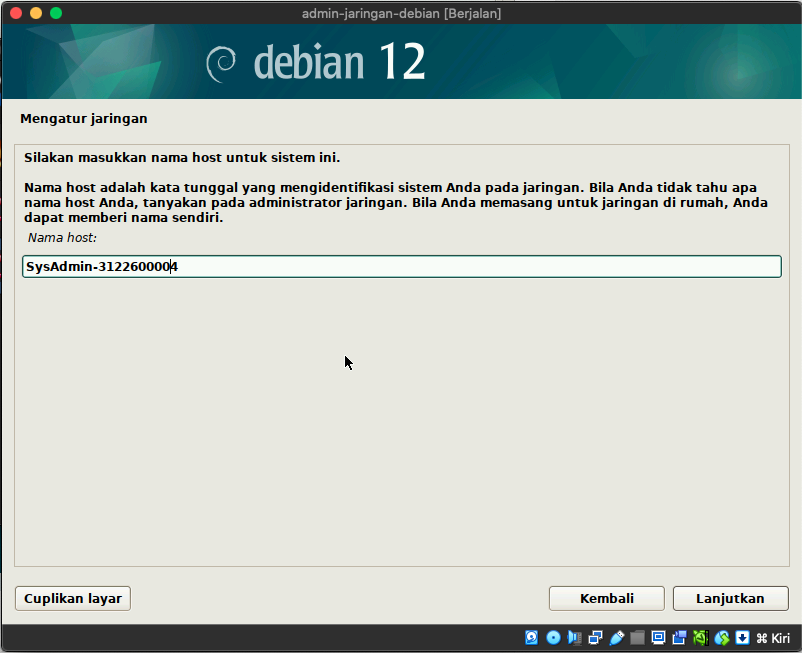 admin-jaringan-debian [Berjalan]
debian 12
Mengatur jaringan
Silakan masukkan nama host untuk sistem ini.
Nama host adalah kata tunggal yang mengidentifikasi sistem Anda pada jaringan. Bila Anda tidak tahu apa
nama host Anda, tanyakan pada administrator jaringan. Bila Anda memasang untuk jaringan di rumah, Anda
dapat memberi nama sendiri.
Nama host:
SysAdmin-3122600004
Cuplikan layar
Kembali
Lanjutkan
⌘ Kiri